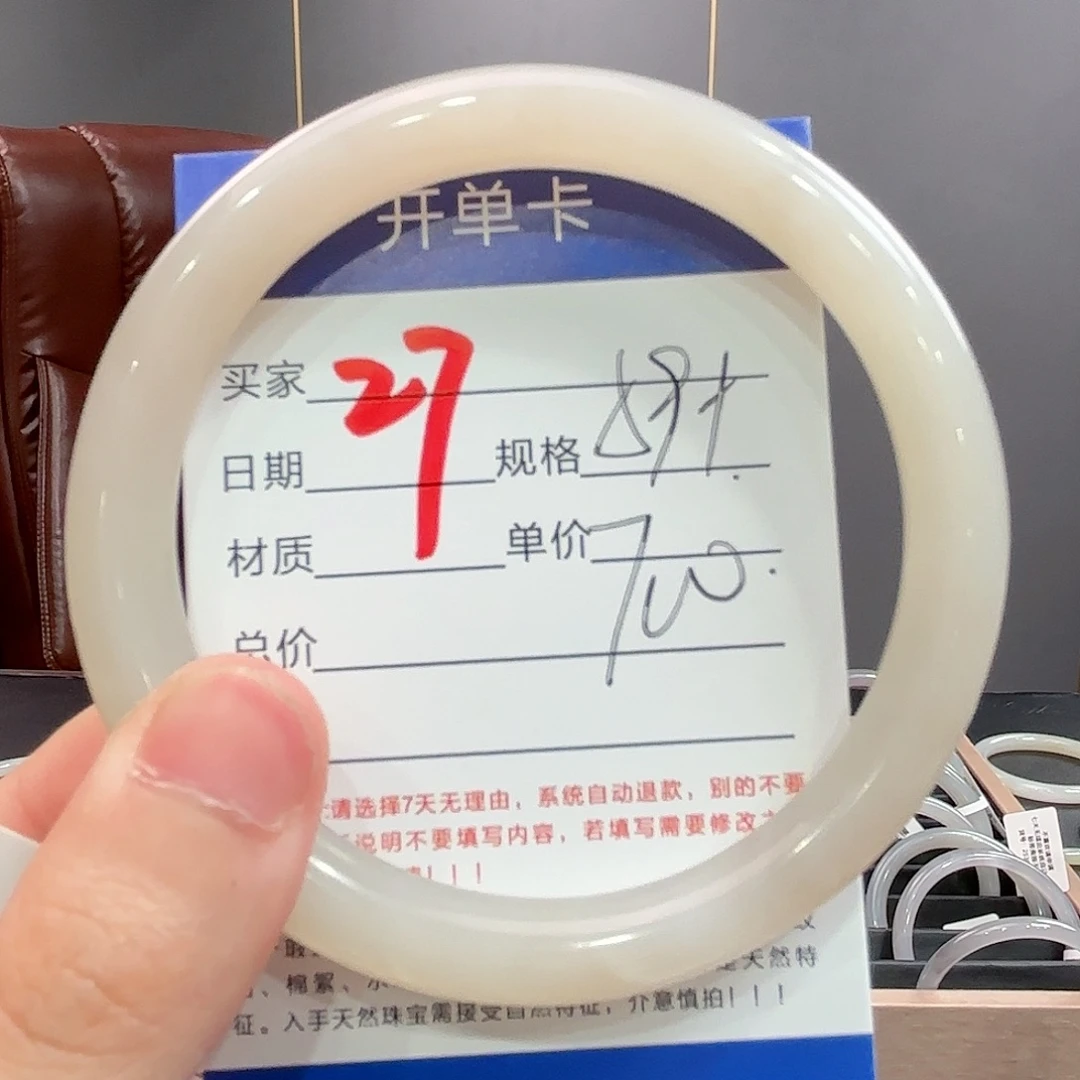 开单卡
买家 27
日期 规格
材质 单价 700.
总价
请选择7天无理由，系统自动退款，别的不要
说明不要填写内容，若填写需要修改
！！！
棉絮、
天然特
征。入手天然珠宝需接受自然特征，介意慎拍！！！